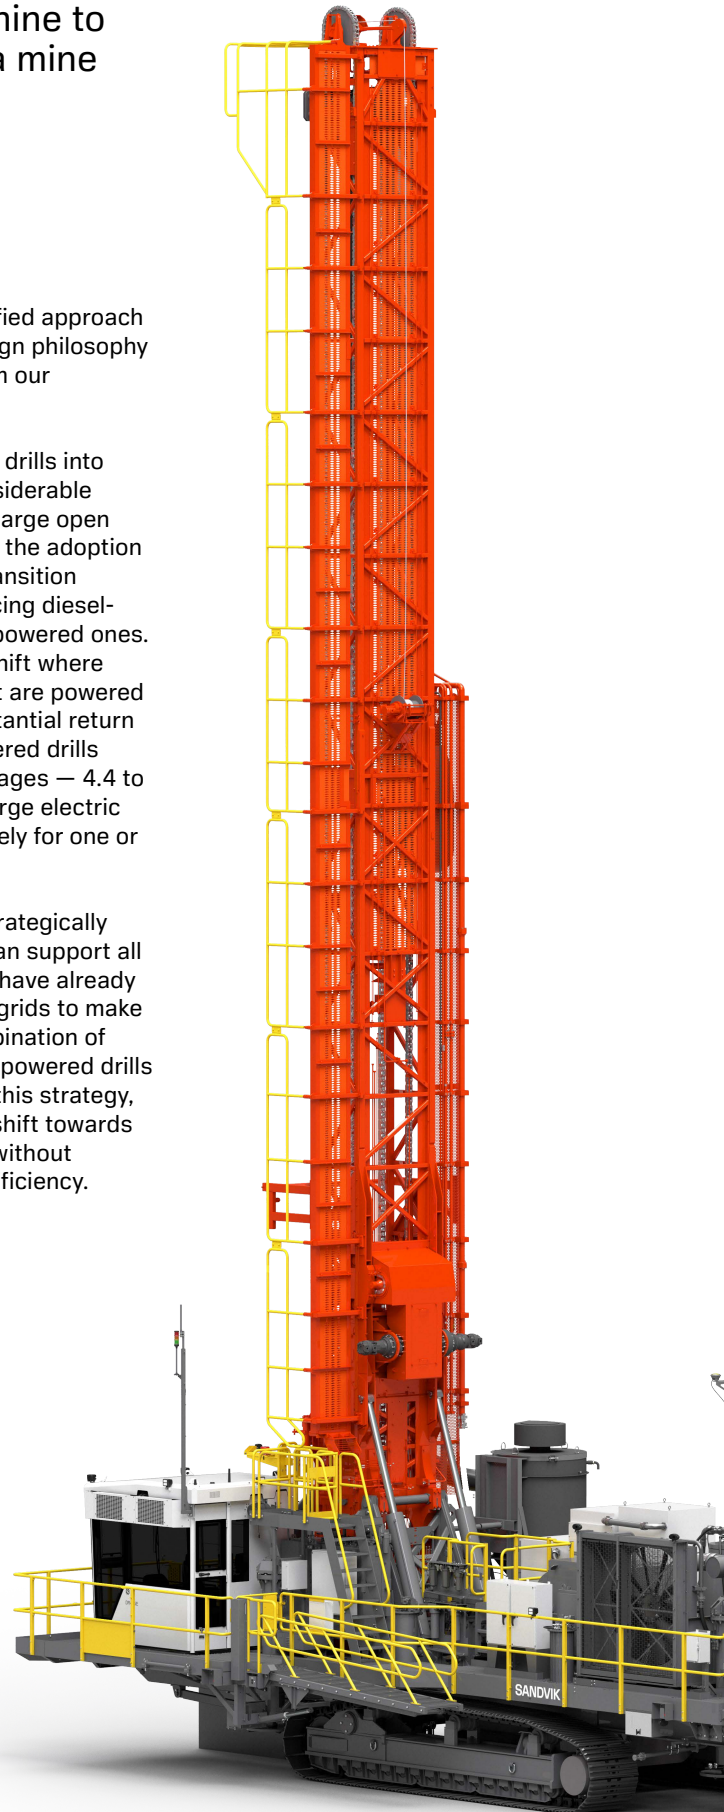 nine to
a mine
fied approach
gn philosophy
m our
drills into
siderable
arge open
the adoption
ansition
cing diesel-
powered ones.
hift where
t are powered
tantial return
ered drills
ages — 4.4 to
rge electric
ely for one or
rategically
an support all
have already
grids to make
bination of
powered drills
this strategy,
shift towards
without
ficiency.
SANDVIK